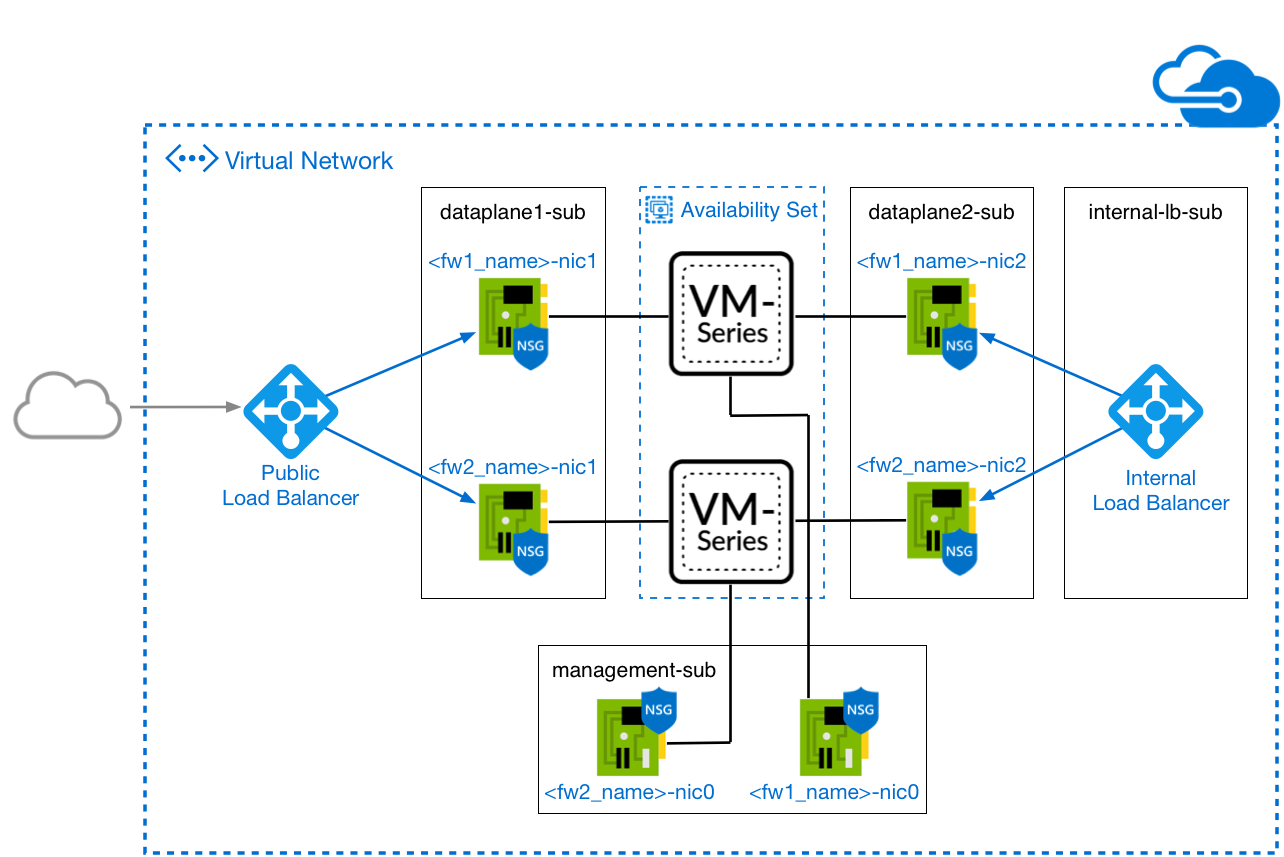 Virtual Network
dataplane1-sub
Availability Set
dataplane2-sub
internal-lb-sub
<fw1_name>-nic1
<fw1_name>-nic2
VM-
Series
NSG
NSG
Public
Load Balancer
<fw2_name>-nic1
<fw2_name>-nic2
Internal
Load Balancer
VM-
Series
NSG
NSG
management-sub
NSG
NSG
<fw2_name>-nic0
<fw1_name>-nic0